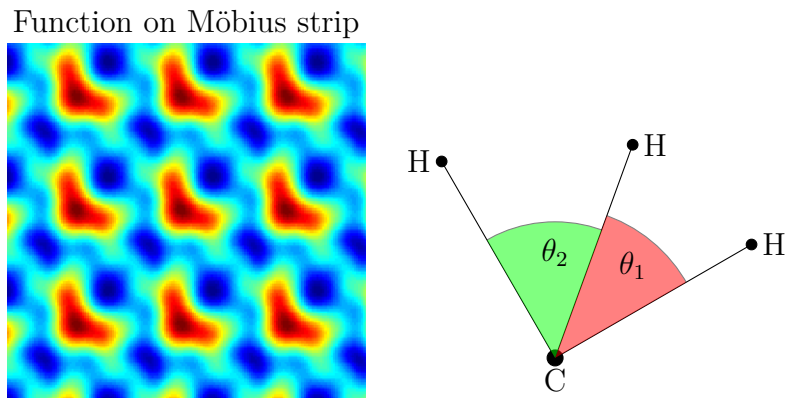 Function on Möbius strip
H
H
H
θ₂
θ₁
C